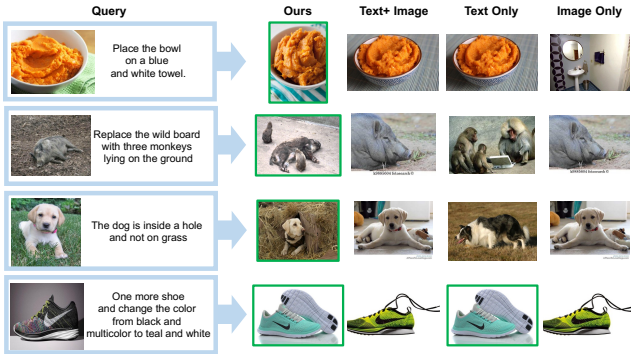 Query
Ours
Text+ Image
Text Only
Image Only
Place the bowl
on a blue
and white towel.
Replace the wild board
with three monkeys
lying on the ground
The dog is inside a hole
and not on grass
One more shoe
and change the color
from black and
multicolor to teal and white